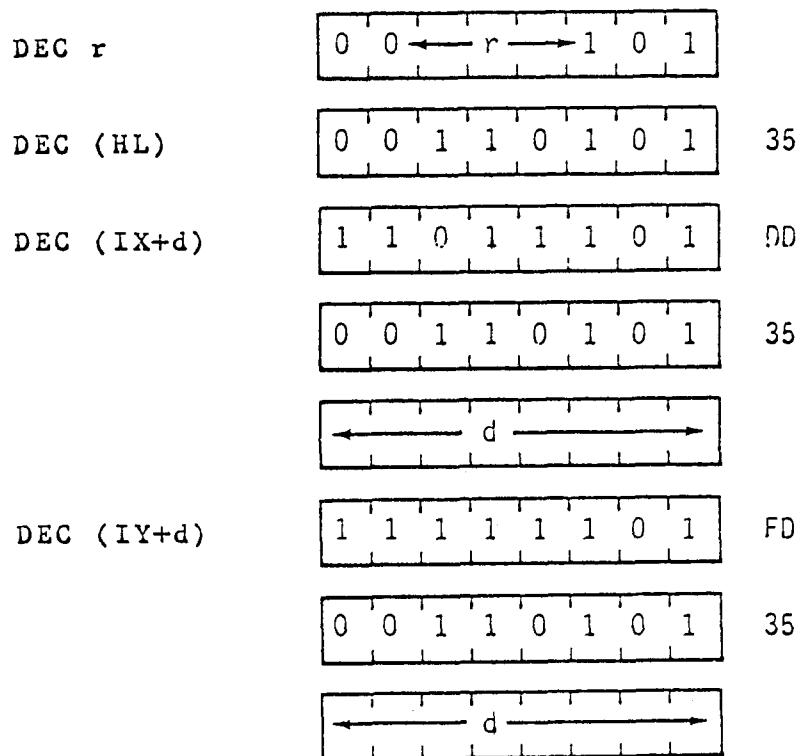 DEC r 0 0 r 1 0 1
DEC (HL) 0 0 1 1 0 1 0 1 35
DEC (IX+d) 1 1 0 1 1 1 0 1 DD
0 0 1 1 0 1 0 1 35
d
DEC (IY+d) 1 1 1 1 1 1 0 1 FD
0 0 1 1 0 1 0 1 35
d